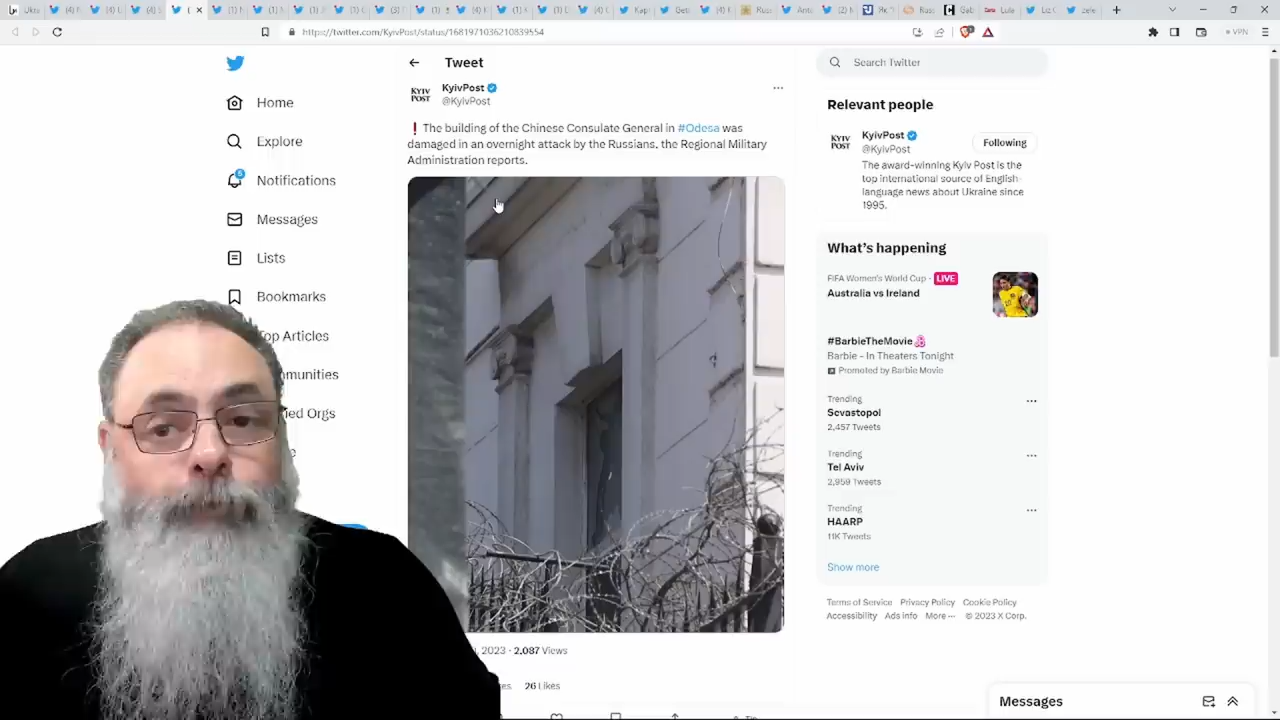 https://twitter.com/KyivPost/status/1681971036210839554
VPN
Home
Explore
6
Notifications
Messages
Lists
Bookmarks
Top Articles
Tweet
KYIV
POST
KyivPost
@KyivPost
❗ The building of the Chinese Consulate General in #Odesa was
damaged in an overnight attack by the Russians, the Regional Military
Administration reports.
2023 · 2,087 Views
26 Likes
Search Twitter
Relevant people
KYIV
POST
KyivPost
@KyivPost
Following
The award-winning Kyiv Post is the
top international source of English-
language news about Ukraine since
1995.
What's happening
FIFA Women's World Cup · LIVE
Australia vs Ireland
#BarbieTheMovie
Barbie - In Theaters Tonight
Promoted by Barbie Movie
Trending
Sevastopol
2,457 Tweets
Trending
Tel Aviv
2,959 Tweets
Trending
HAARP
11K Tweets
Show more
Terms of Service Privacy Policy Cookie Policy
Accessibility Ads info More ··· © 2023 X Corp.
Messages